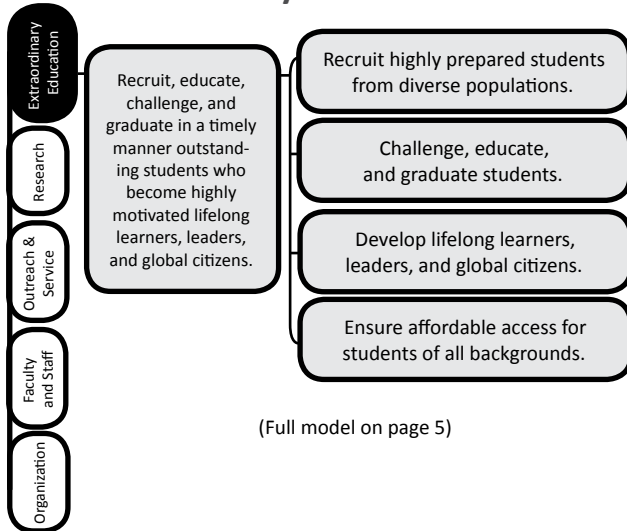 Extraordinary
Education
Research
Outreach &
Service
Faculty
and Staff
Organization
Recruit, educate,
challenge, and
graduate in a timely
manner outstand-
ing students who
become highly
motivated lifelong
learners, leaders,
and global citizens.
Recruit highly prepared students
from diverse populations.
Challenge, educate,
and graduate students.
Develop lifelong learners,
leaders, and global citizens.
Ensure affordable access for
students of all backgrounds.
(Full model on page 5)